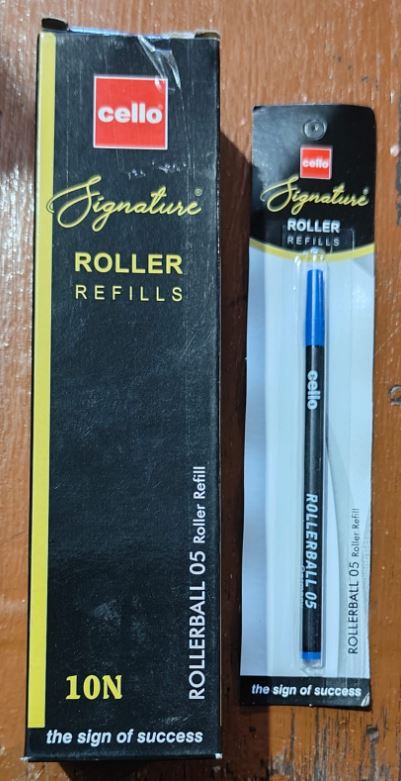 cello
Signature®
ROLLER
REFILLS
ROLLERBALL 05 Roller Refill
10N
the sign of success
cello
Signature®
ROLLER
REFILLS
cello
ROLLERBALL 05
ROLLERBALL 05 Roller Refill
the sign of success